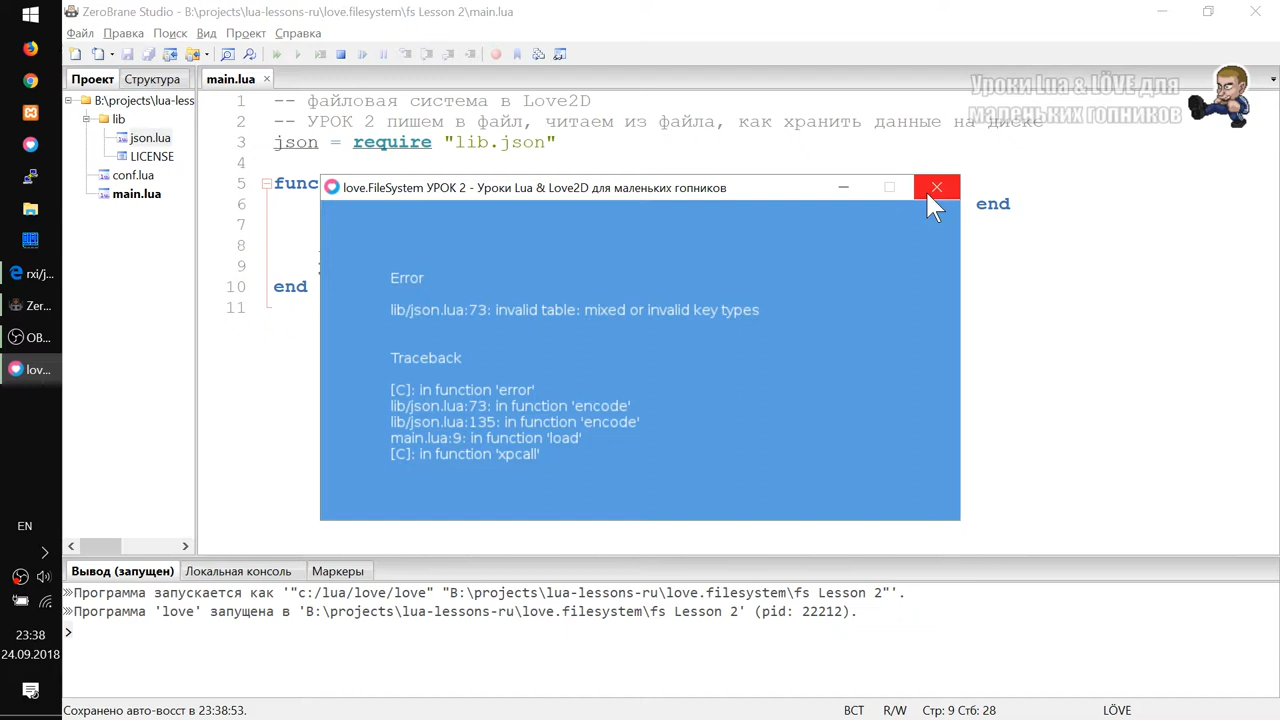 ZeroBrane Studio - B:\projects\lua-lessons-ru\love.filesystem\fs Lesson 2\main.lua
Файл Правка Поиск Вид Проект Справка
Проект Структура
main.lua
Уроки Lua & LÖVE для
маленьких гопников
B:\projects\lua-less
lib
json.lua
LICENSE
conf.lua
main.lua
1 -- файловая система в Love2D
2 -- УРОК 2 пишем в файл, читаем из файла, как хранить данные на диске
3 json = require "lib.json"
4
5 func
6 end
7
8
9
10 end
11
love.FileSystem УРОК 2 - Уроки Lua & Love2D для маленьких гопников
Error
lib/json.lua:73: invalid table: mixed or invalid key types
Traceback
[C]: in function 'error'
lib/json.lua:73: in function 'encode'
lib/json.lua:135: in function 'encode'
main.lua:9: in function 'load'
[C]: in function 'xpcall'
rxi/j...
Zer...
OB...
lov...
EN
23:38
24.09.2018
Вывод (запущен) Локальная консоль Маркеры
Программа запускается как '"c:/lua/love/love" "B:\projects\lua-lessons-ru\love.filesystem\fs Lesson 2"'.
Программа 'love' запущена в 'B:\projects\lua-lessons-ru\love.filesystem\fs Lesson 2' (pid: 22212).
>
Сохранено авто-восст в 23:38:53.
ВСТ R/W Стр: 9 Стб: 28 LÖVE